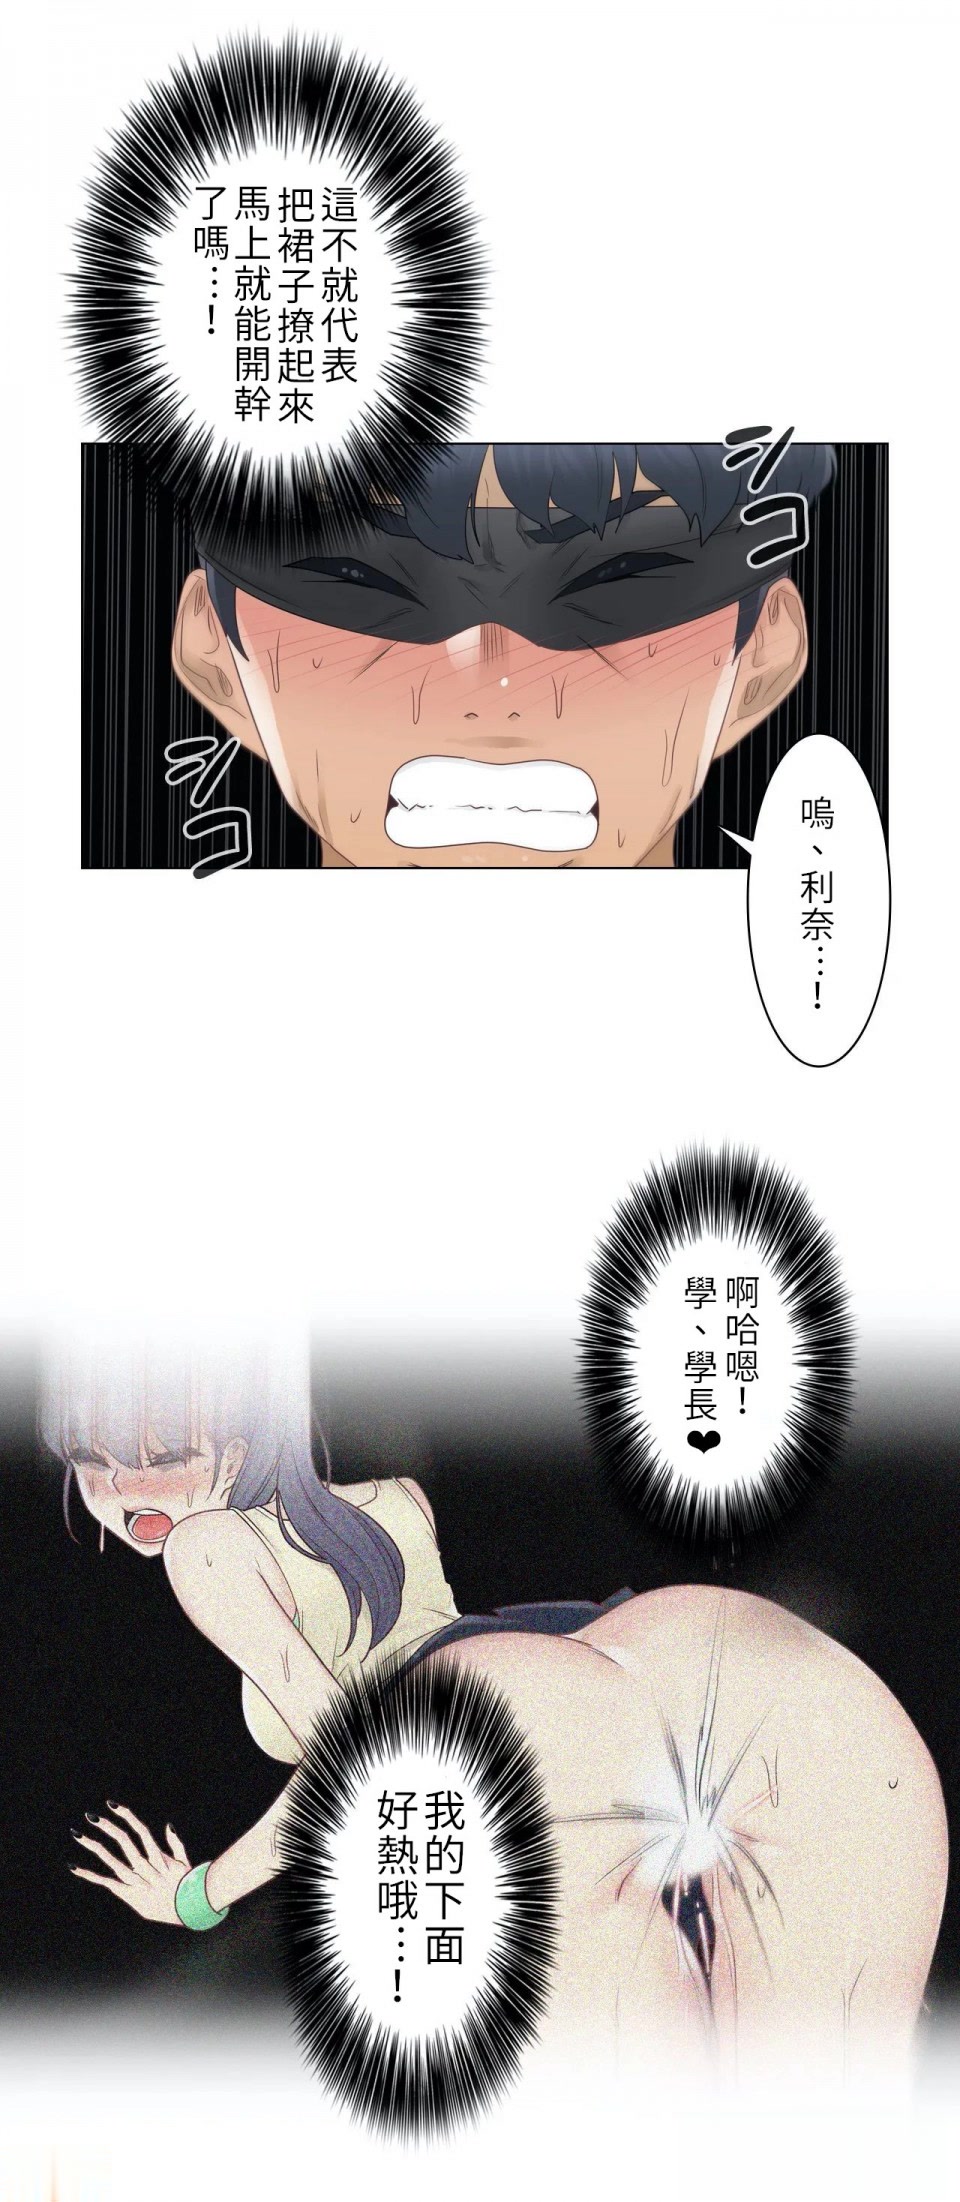 這不就代表
把裙子撩起來
馬上就能開幹
了嗎…！
シコ
シコ
嗚、利奈…！
啊哈嗯！
學、學長❤
我的下面
好熱哦…！